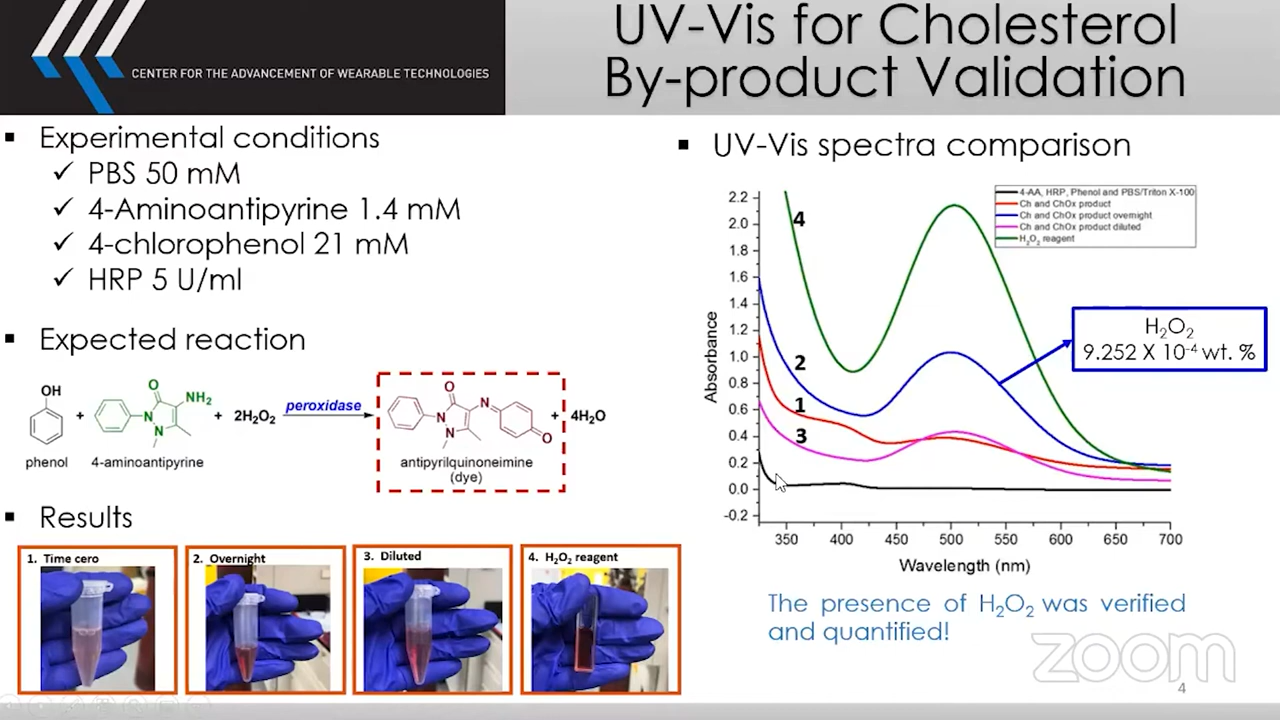 CENTER FOR THE ADVANCEMENT OF WEARABLE TECHNOLOGIES
UV-Vis for Cholesterol
By-product Validation
▪ Experimental conditions
✓ PBS 50 mM
✓ 4-Aminoantipyrine 1.4 mM
✓ 4-chlorophenol 21 mM
✓ HRP 5 U/ml
▪ Expected reaction
OH
+
O
NH₂
N
N
+ 2H₂O₂
peroxidase
O
N
N
N
O
+ 4H₂O
phenol
4-aminoantipyrine
antipyrilquinoneimine
(dye)
▪ Results
1. Time cero
2. Overnight
3. Diluted
4. H₂O₂ reagent
▪ UV-Vis spectra comparison
4-AA, HRP, Phenol and PBS/Triton X-100
Ch and ChOx product
Ch and ChOx product overnight
Ch and ChOx product diluted
H₂O₂ reagent
2.2
2.0
1.8
1.6
1.4
1.2
1.0
0.8
0.6
0.4
0.2
0.0
-0.2
Absorbance
4
2
1
3
H₂O₂
9.252 X 10⁻⁴ wt. %
350 400 450 500 550 600 650 700
Wavelength (nm)
The presence of H₂O₂ was verified
and quantified!
zoom
4